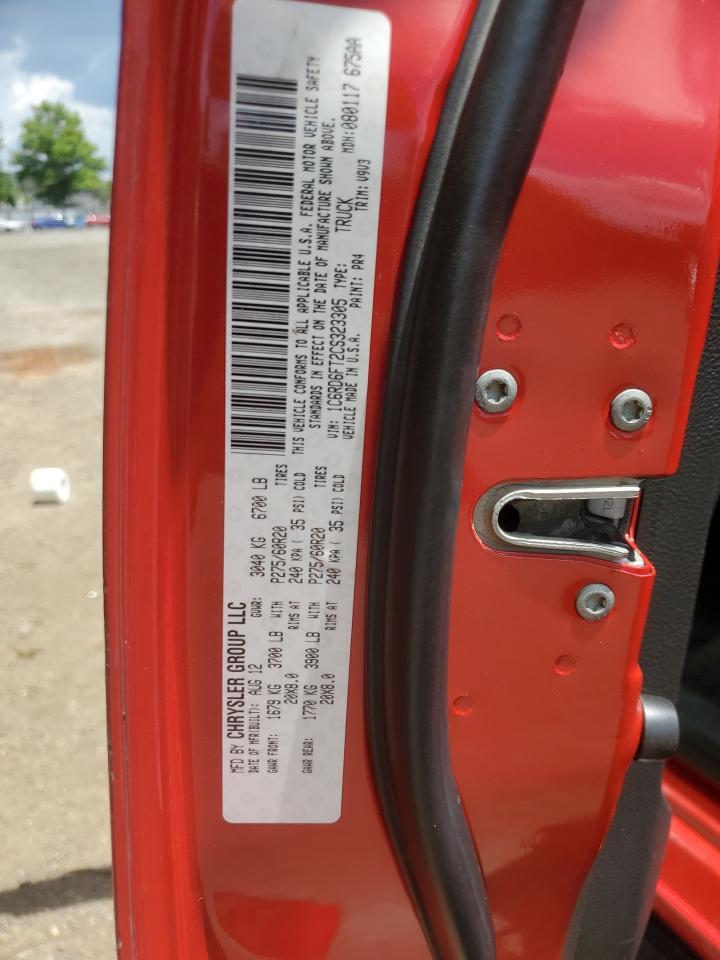 MFD BY CHRYSLER GROUP LLC
DATE OF MFR(BUILT): AUG 12 GVWR: 3040 KG 6700 LB
GAWR FRONT: 1679 KG 3700 LB WITH P275/60R20 TIRES
20X8.0 RIMS AT 240 KPA ( 35 PSI) COLD
GAWR REAR: 1770 KG 3900 LB WITH P275/60R20 TIRES
20X8.0 RIMS AT 240 KPA ( 35 PSI) COLD
THIS VEHICLE CONFORMS TO ALL APPLICABLE U.S.A. FEDERAL MOTOR VEHICLE SAFETY
STANDARDS IN EFFECT ON THE DATE OF MANUFACTURE SHOWN ABOVE.
VIN: 1C6RD6FT2CS323305 TYPE: TRUCK MDH:080117 675AA
VEHICLE MADE IN U.S.A. PAINT: PR4 TRIM: V9V3